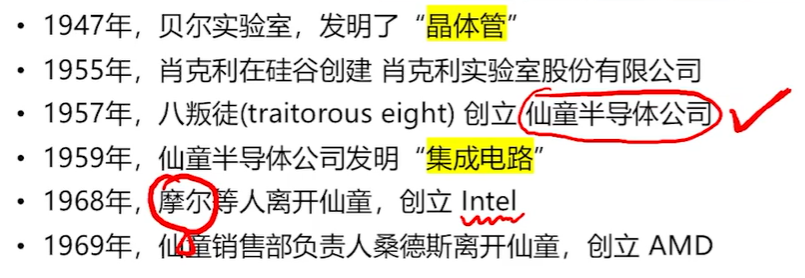 • 1947年，贝尔实验室，发明了 “晶体管”
• 1955年，肖克利在硅谷创建 肖克利实验室股份有限公司
• 1957年，八叛徒(traitorous eight) 创立 仙童半导体公司
• 1959年，仙童半导体公司发明 “集成电路”
• 1968年，摩尔等人离开仙童，创立 Intel
• 1969年，仙童销售部负责人桑德斯离开仙童，创立 AMD